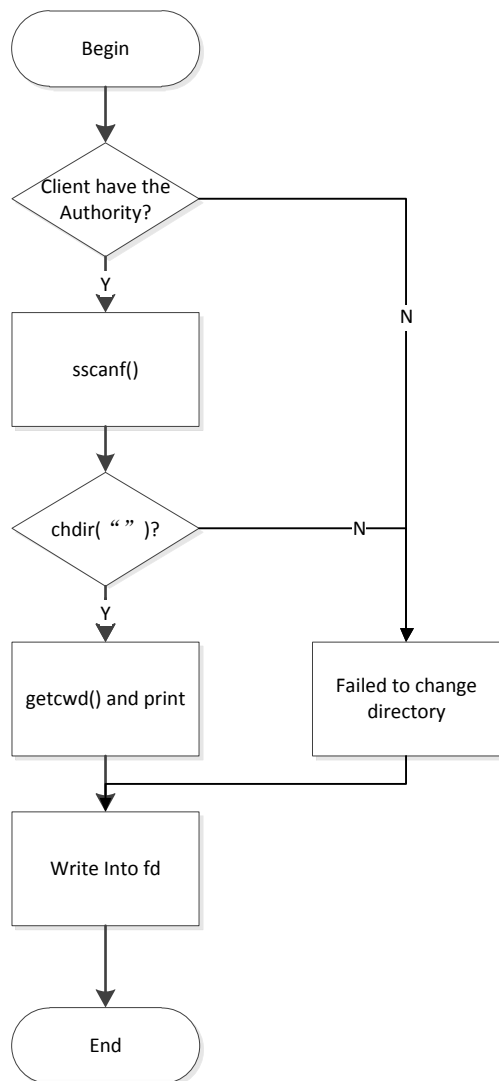 Begin
Client have the
Authority?
Y
N
sscanf()
chdir( “ ” )?
N
Y
getcwd() and print
Failed to change
directory
Write Into fd
End